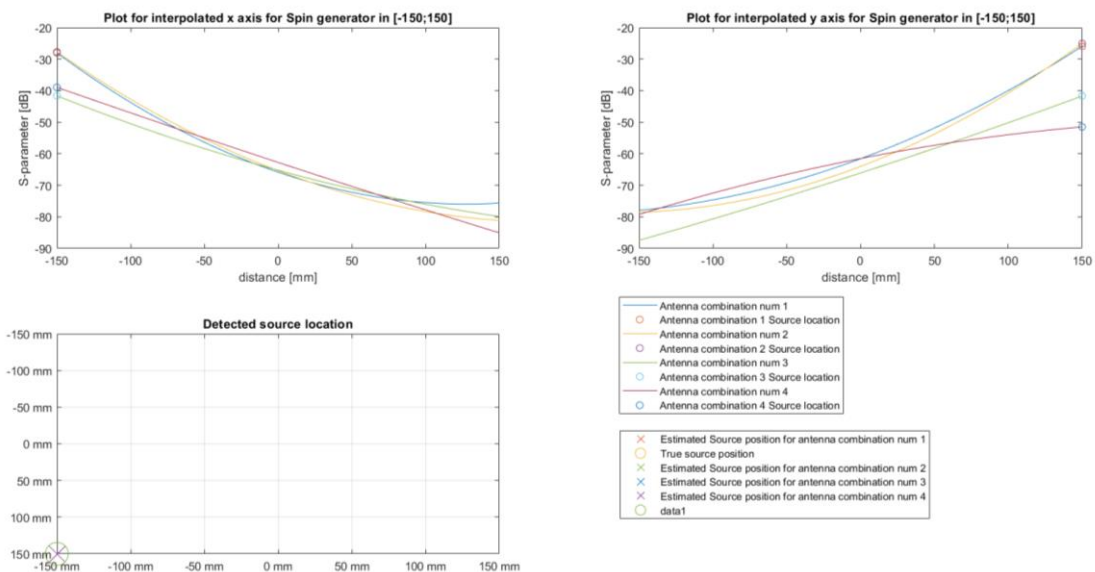 Plot for interpolated x axis for Spin generator in [-150;150]
-20
-30
-40
-50
-60
-70
-80
-90
S-parameter [dB]
-150 -100 -50 0 50 100 150
distance [mm]
Plot for interpolated y axis for Spin generator in [-150;150]
-20
-30
-40
-50
-60
-70
-80
-90
S-parameter [dB]
-150 -100 -50 0 50 100 150
distance [mm]
Detected source location
-150 mm
-100 mm
-50 mm
0 mm
50 mm
100 mm
150 mm
-150 mm -100 mm -50 mm 0 mm 50 mm 100 mm 150 mm
Antenna combination num 1
Antenna combination 1 Source location
Antenna combination num 2
Antenna combination 2 Source location
Antenna combination num 3
Antenna combination 3 Source location
Antenna combination num 4
Antenna combination 4 Source location
Estimated Source position for antenna combination num 1
True source position
Estimated Source position for antenna combination num 2
Estimated Source position for antenna combination num 3
Estimated Source position for antenna combination num 4
data1